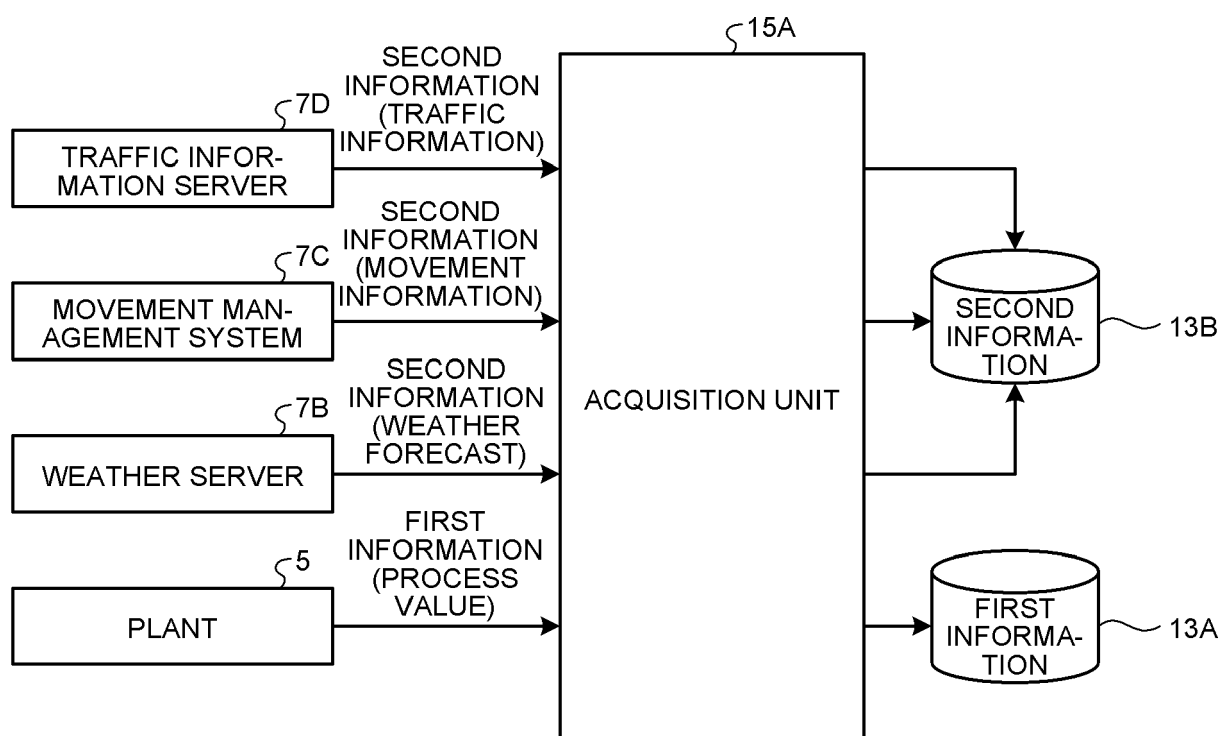 15A
SECOND
INFORMATION
(TRAFFIC
INFORMATION)
7D
TRAFFIC INFOR-
MATION SERVER
SECOND
INFORMATION
(MOVEMENT
INFORMATION)
7C
MOVEMENT MAN-
AGEMENT SYSTEM
SECOND
INFORMATION
(WEATHER
FORECAST)
7B
WEATHER SERVER
FIRST
INFORMATION
(PROCESS
VALUE)
5
PLANT
ACQUISITION UNIT
SECOND
INFORMA-
TION
13B
FIRST
INFORMA-
TION
13A